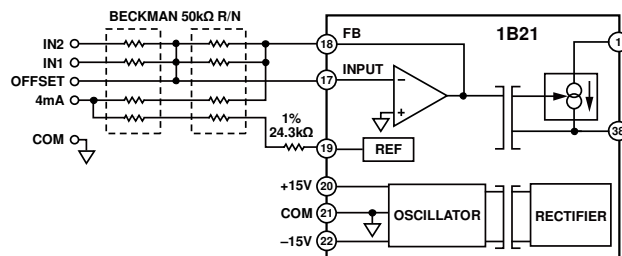 BECKMAN 50kΩ R/N
IN2
IN1
OFFSET
4mA
COM
1%
24.3kΩ
18
FB
17
INPUT
19
REF
1B21
1
38
–
+
+15V
20
COM
21
–15V
22
OSCILLATOR
RECTIFIER